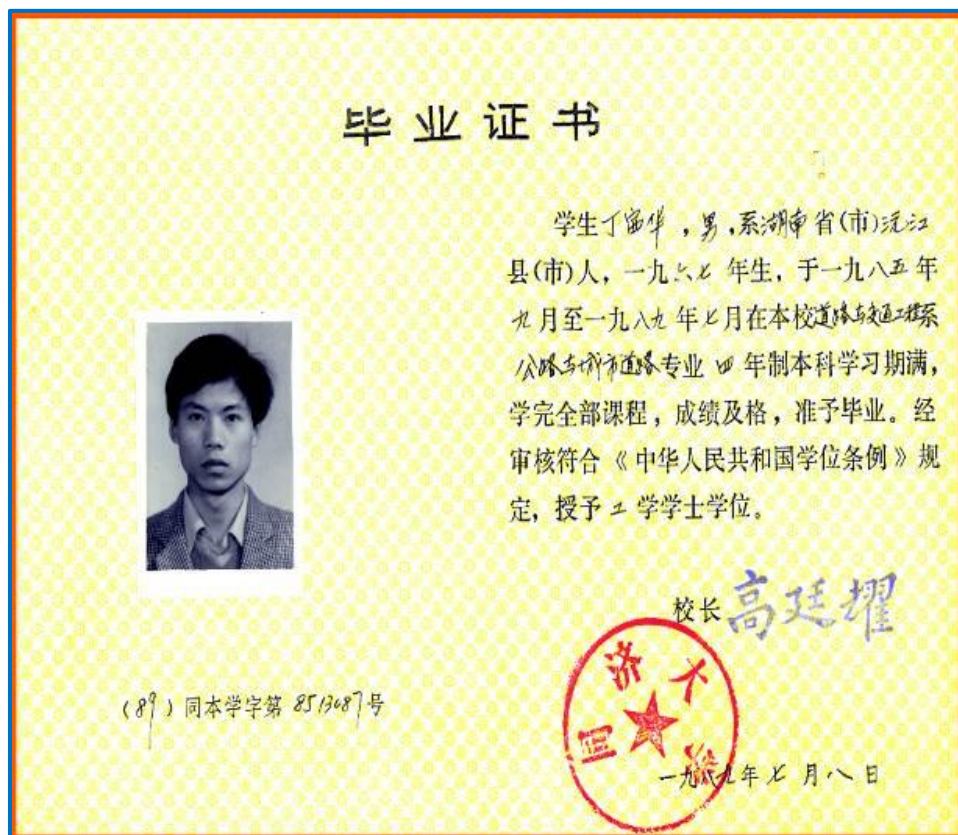 毕业证书
学生丁富华，男，系湖南省(市)沅江
县(市)人，一九六七年生，于一九八五年
九月至一九八九年七月在本校道路与交通工程系
公路与城市道路专业四年制本科学习期满，
学完全部课程，成绩及格，准予毕业。经
审核符合《中华人民共和国学位条例》规
定，授予工学学士学位。
校长 高廷耀
同济大学
(89)同本学字第8513087号
一九八九年七月八日